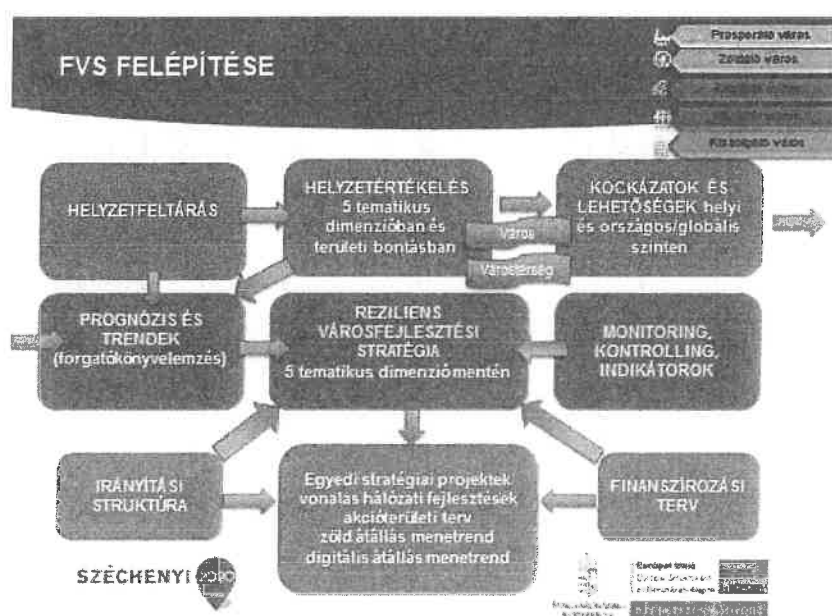 FVS FELÉPÍTÉSE
Prosperáló város
Zöldülő város
Kiszolgáló város
HELYZETFELTÁRÁS
HELYZETÉRTÉKELÉS
5 tematikus
dimenzióban és
területi bontásban
Város
Várostérség
KOCKÁZATOK ÉS
LEHETŐSÉGEK helyi
és országos/globális
szinten
PROGNÓZIS ÉS
TRENDEK
(forgatókönyvelemzés)
REZILIENS
VÁROSFEJLESZTÉSI
STRATÉGIA
5 tematikus dimenzió mentén
MONITORING,
KONTROLLING,
INDIKÁTOROK
IRÁNYÍTÁSI
STRUKTÚRA
Egyedi stratégiai projektek
vonalas hálózati fejlesztések
akcióterületi terv
zöld átállás menetrend
digitális átállás menetrend
FINANSZÍROZÁSI
TERV
SZÉCHENYI 2020
Európai Unió